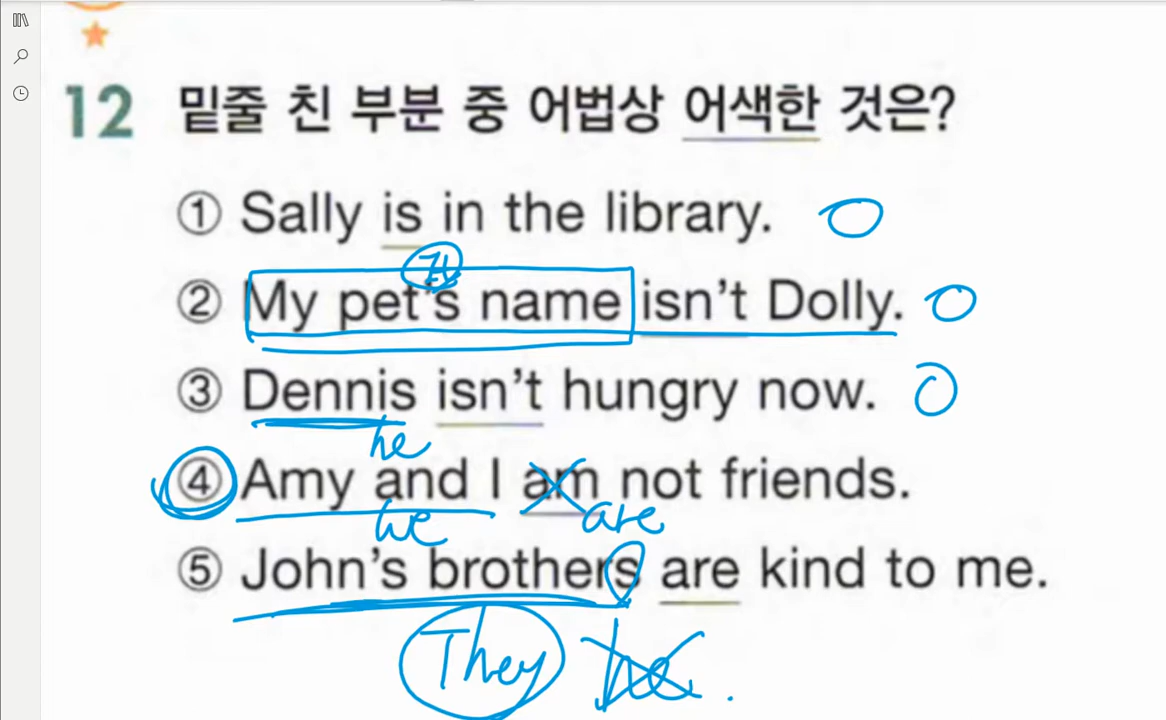 12 밑줄 친 부분 중 어법상 어색한 것은?
① Sally is in the library.
It
② My pet's name isn't Dolly.
③ Dennis isn't hungry now.
he
④ Amy and I am not friends.
we are
⑤ John's brothers are kind to me.
They he.